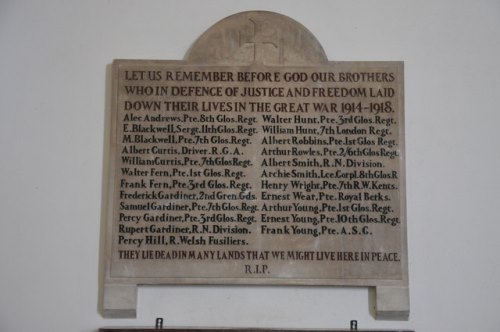 LET US REMEMBER BEFORE GOD OUR BROTHERS
WHO IN DEFENCE OF JUSTICE AND FREEDOM LAID
DOWN THEIR LIVES IN THE GREAT WAR 1914-1918.
Alec Andrews, Pte. 8th Glos. Regt.
E. Blackwell, Sergt. 11th Glos. Regt.
M. Blackwell, Pte. 7th Glos. Regt.
Albert Curtis, Driver. R.G.A.
William Curtis, Pte. 7th Glos Regt.
Walter Fern, Pte. 1st Glos. Regt.
Frank Fern, Pte. 3rd Glos. Regt.
Frederick Gardiner, 2nd Gren. Gds.
Samuel Gardiner, Pte. 7th Glos. Regt.
Percy Gardiner, Pte. 3rd Glos. Regt.
Rupert Gardiner, R.N. Division.
Percy Hill, R. Welsh Fusiliers.
Walter Hunt, Pte. 3rd Glos. Regt.
William Hunt, 7th London Regt.
Albert Robbins, Pte. 1st Glos. Regt.
Arthur Rowles, Pte. 2/6th Glos. Regt.
Albert Smith, R.N. Division.
Archie Smith, Lce. Corpl. 8th Glos. R
Henry Wright, Pte. 7th R.W. Kents.
Ernest Wear, Pte. Royal Berks.
Arthur Young, Pte. 1st Glos. Regt.
Ernest Young, Pte. 10th Glos. Regt.
Frank Young, Pte. A.S.C.
THEY LIE DEAD IN MANY LANDS THAT WE MIGHT LIVE HERE IN PEACE.
R.I.P.